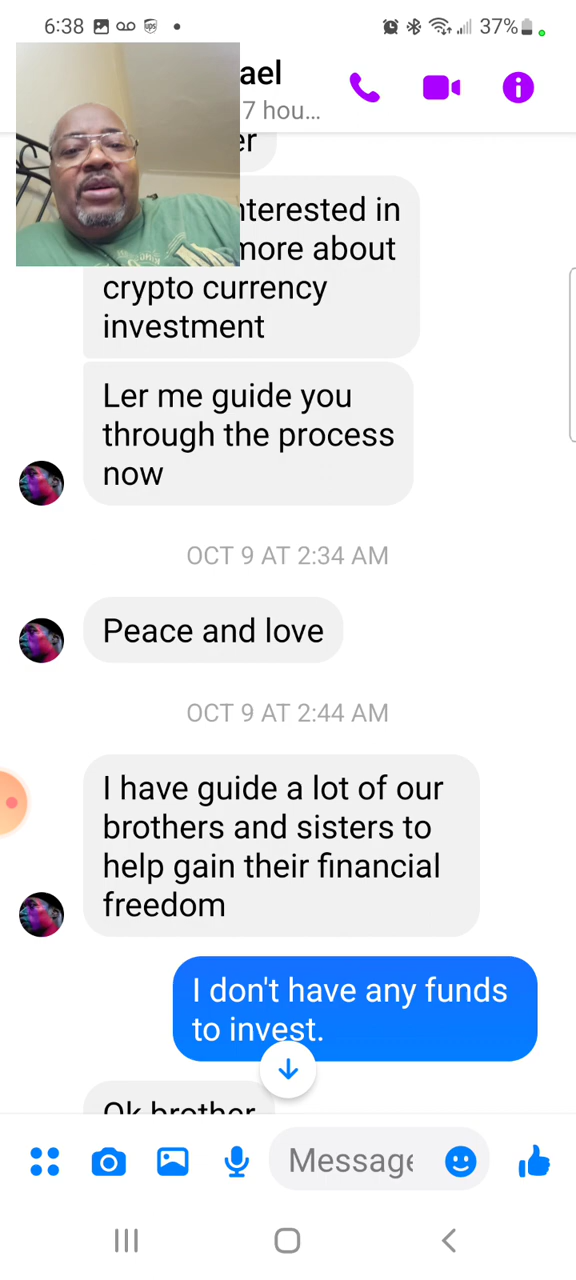 6:38
37%
ael
7 hou...
er
nterested in
more about
crypto currency
investment
Ler me guide you
through the process
now
OCT 9 AT 2:34 AM
Peace and love
OCT 9 AT 2:44 AM
I have guide a lot of our
brothers and sisters to
help gain their financial
freedom
I don't have any funds
to invest.
Ok brother
Message